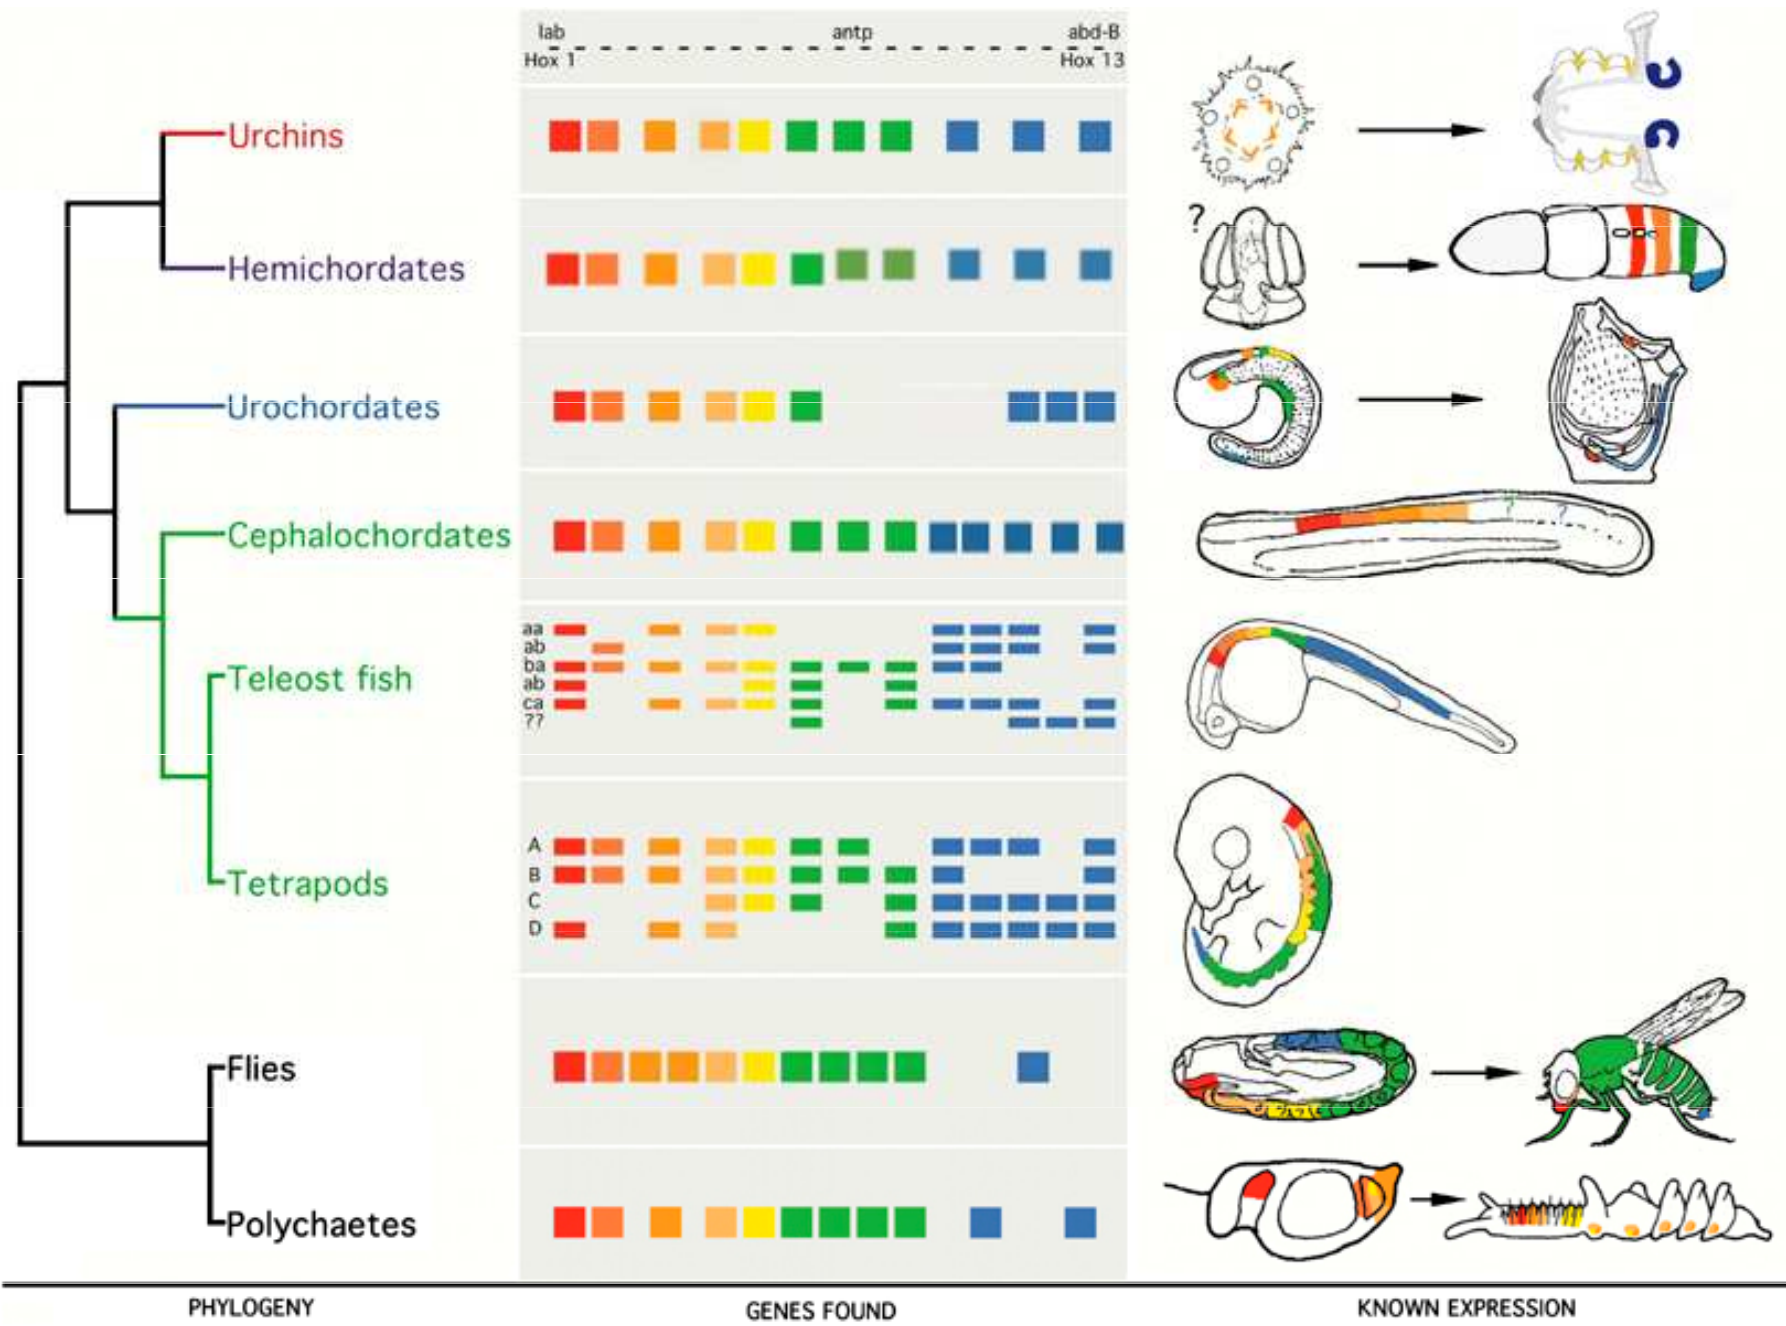 lab antp abd-B
Hox 1 Hox 13
Urchins
?
Hemichordates
Urochordates
Cephalochordates
? ?
aa
ab
ba
Teleost fish
ab
ca
??
A
B
Tetrapods
C
D
Flies
Polychaetes
PHYLOGENY GENES FOUND KNOWN EXPRESSION